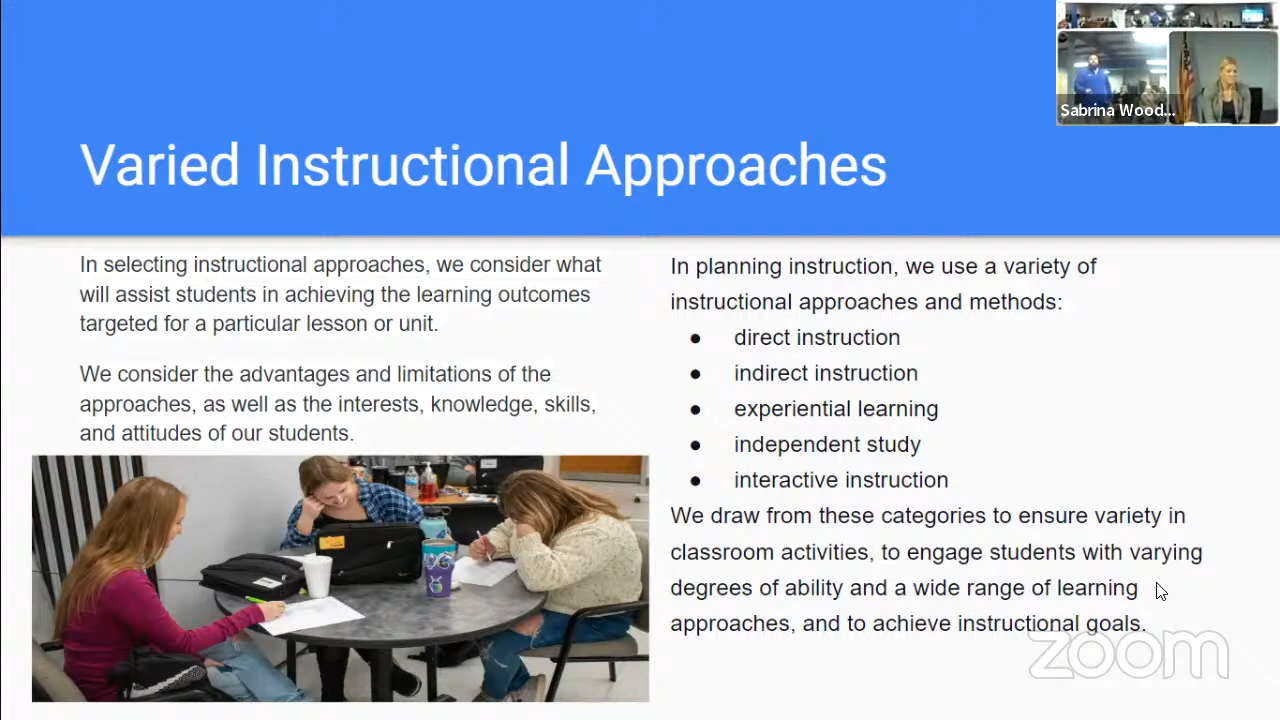 Sabrina Wood...
Varied Instructional Approaches
In selecting instructional approaches, we consider what
will assist students in achieving the learning outcomes
targeted for a particular lesson or unit.
We consider the advantages and limitations of the
approaches, as well as the interests, knowledge, skills,
and attitudes of our students.
In planning instruction, we use a variety of
instructional approaches and methods:
● direct instruction
● indirect instruction
● experiential learning
● independent study
● interactive instruction
We draw from these categories to ensure variety in
classroom activities, to engage students with varying
degrees of ability and a wide range of learning
approaches, and to achieve instructional goals.
zoom